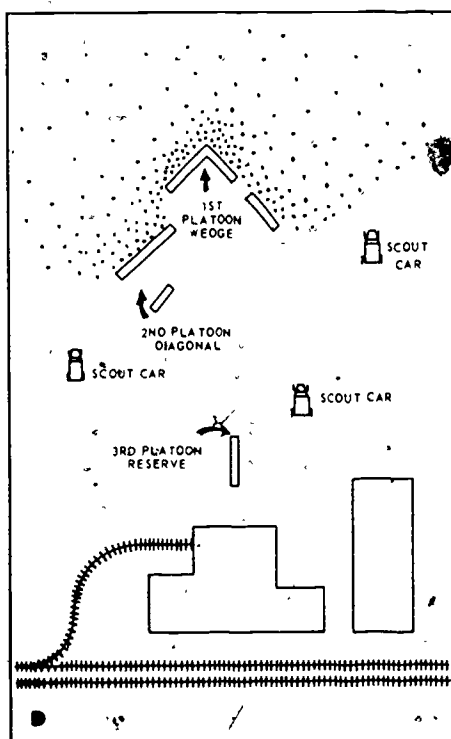 1ST
PLATOON
WEDGE
SCOUT
CAR
2ND PLATOON
DIAGONAL
SCOUT CAR
SCOUT CAR
3RD PLATOON
RESERVE